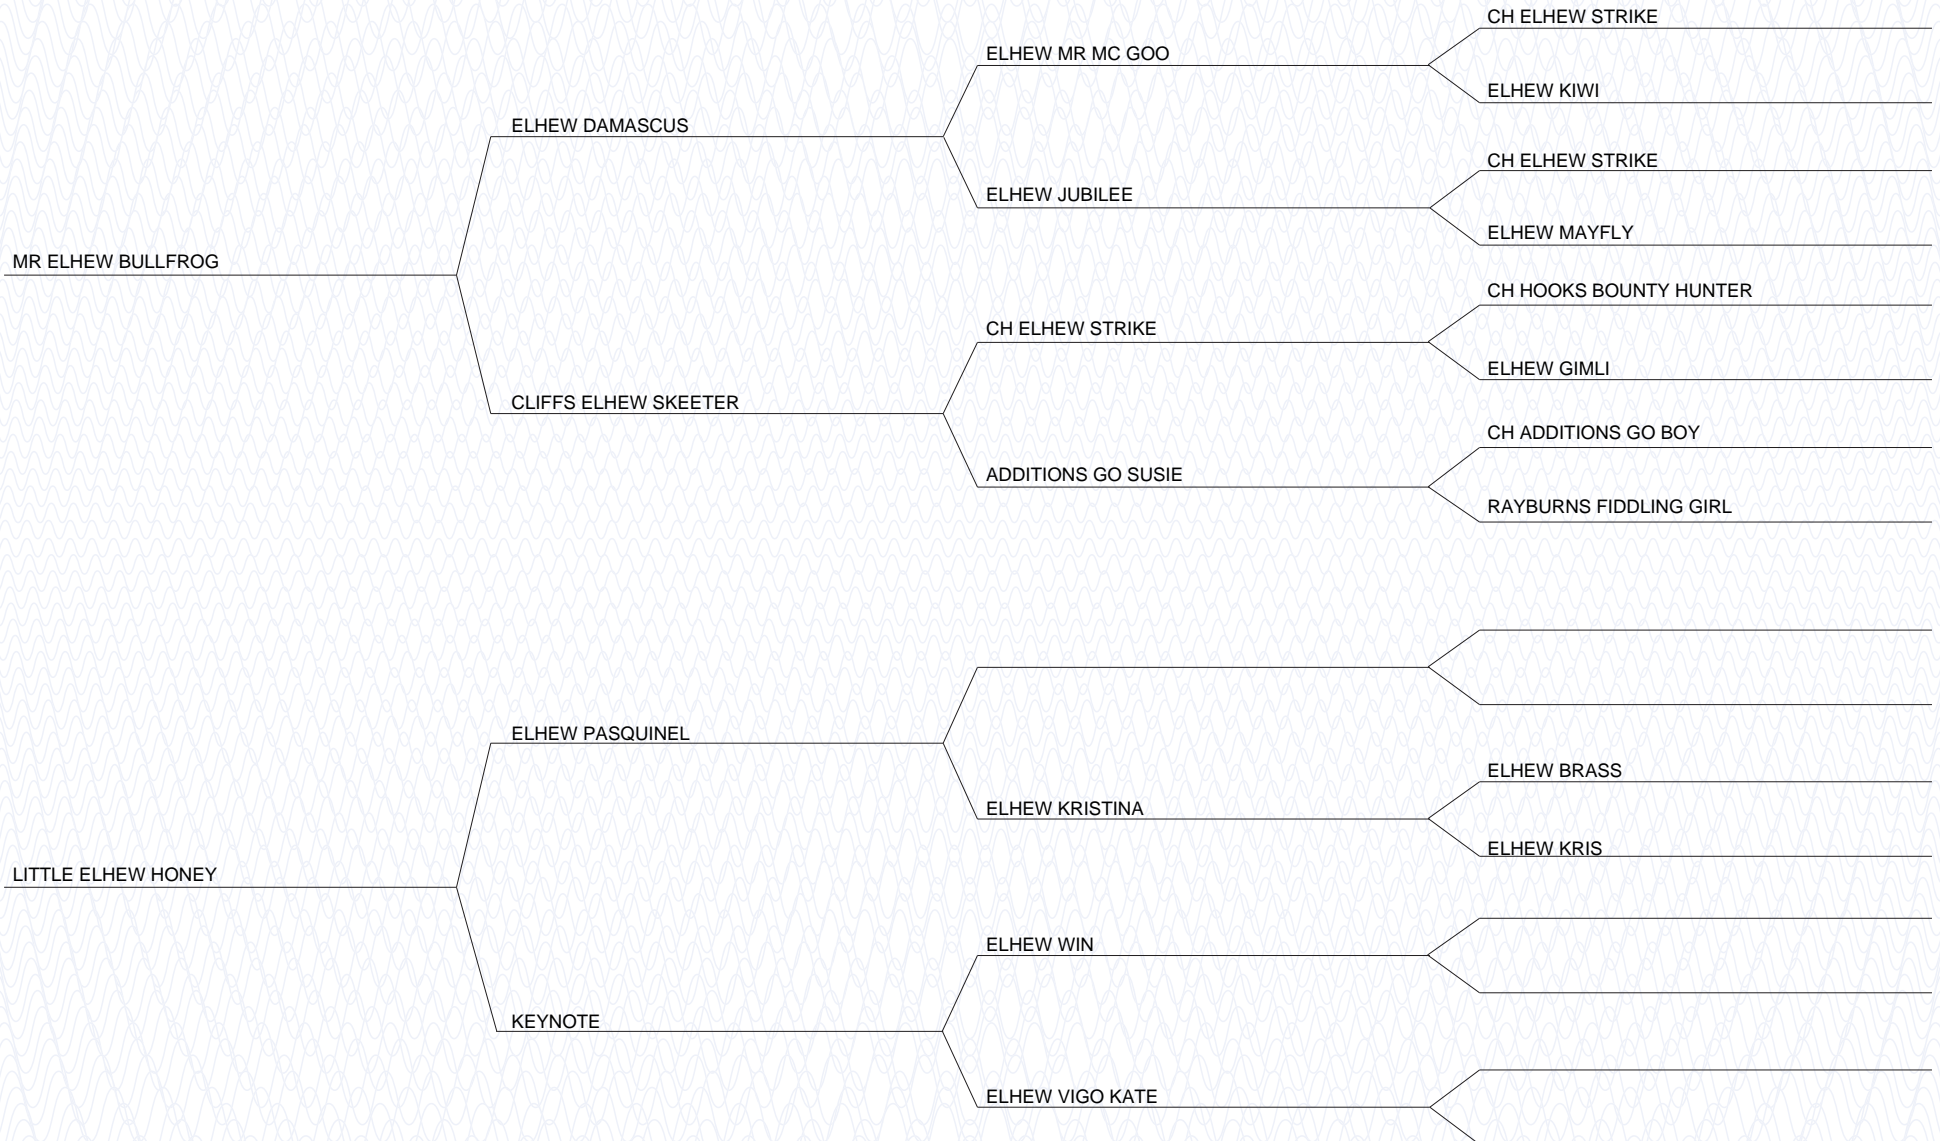 CH ELHEW STRIKE
ELHEW MR MC GOO
ELHEW KIWI
ELHEW DAMASCUS
CH ELHEW STRIKE
ELHEW JUBILEE
ELHEW MAYFLY
MR ELHEW BULLFROG
CH HOOKS BOUNTY HUNTER
CH ELHEW STRIKE
ELHEW GIMLI
CLIFFS ELHEW SKEETER
CH ADDITIONS GO BOY
ADDITIONS GO SUSIE
RAYBURNS FIDDLING GIRL
ELHEW PASQUINEL
ELHEW BRASS
ELHEW KRISTINA
ELHEW KRIS
LITTLE ELHEW HONEY
ELHEW WIN
KEYNOTE
ELHEW VIGO KATE